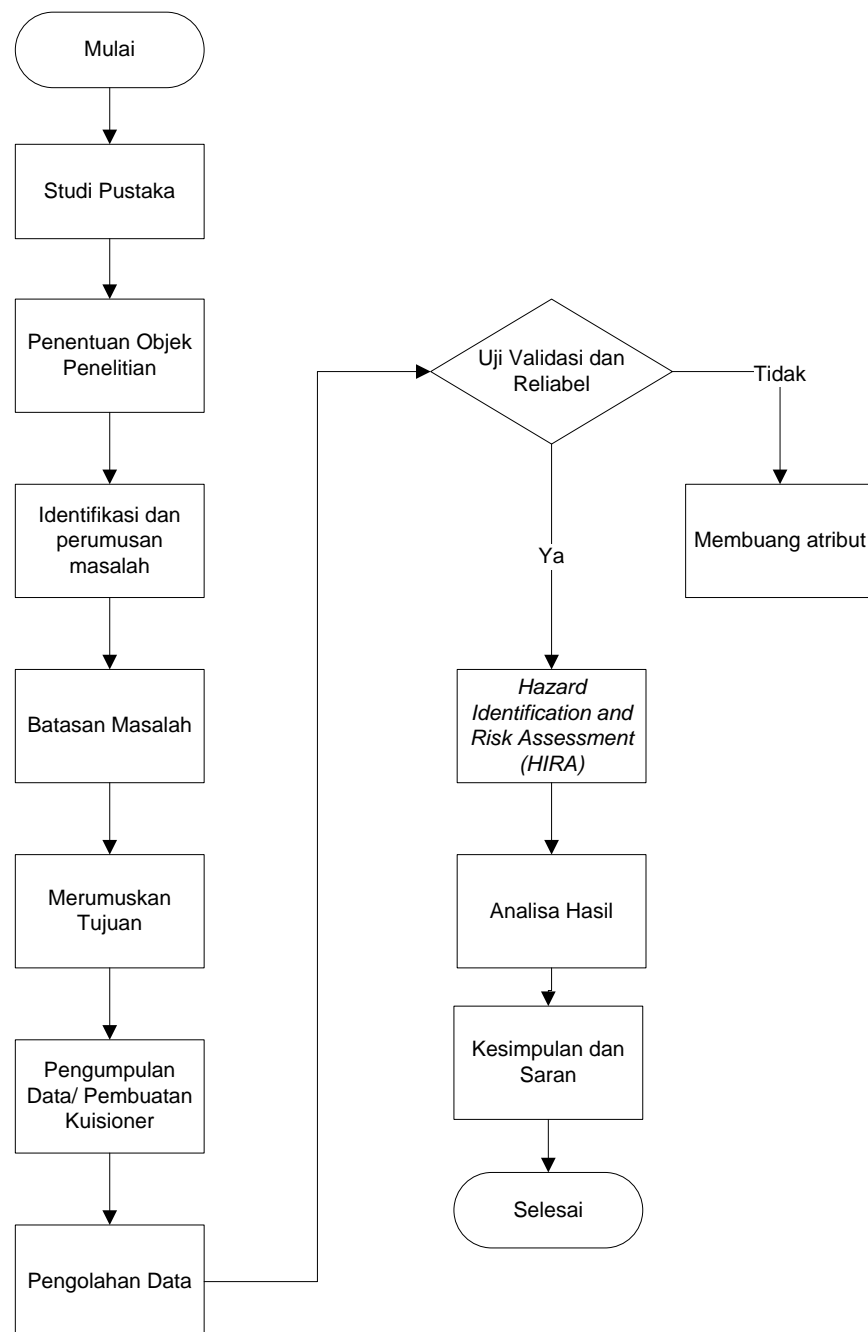 Mulai
Studi Pustaka
Penentuan Objek
Penelitian
Identifikasi dan
perumusan
masalah
Batasan Masalah
Merumuskan
Tujuan
Pengumpulan
Data/ Pembuatan
Kuisioner
Pengolahan Data
Uji Validasi dan
Reliabel
Tidak
Membuang atribut
Ya
Hazard
Identification and
Risk Assessment
(HIRA)
Analisa Hasil
Kesimpulan dan
Saran
Selesai